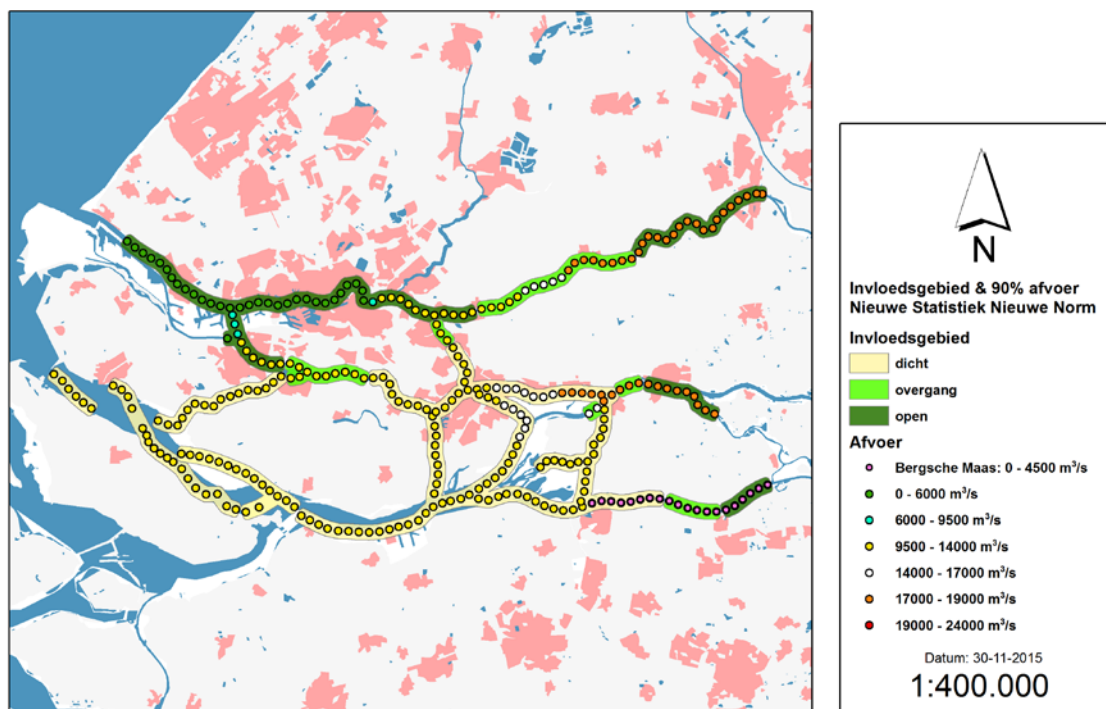 N
Invloedsgebied & 90% afvoer
Nieuwe Statistiek Nieuwe Norm
Invloedsgebied
dicht
overgang
open
Afvoer
Bergsche Maas: 0 - 4500 m³/s
0 - 6000 m³/s
6000 - 9500 m³/s
9500 - 14000 m³/s
14000 - 17000 m³/s
17000 - 19000 m³/s
19000 - 24000 m³/s
Datum: 30-11-2015
1:400.000